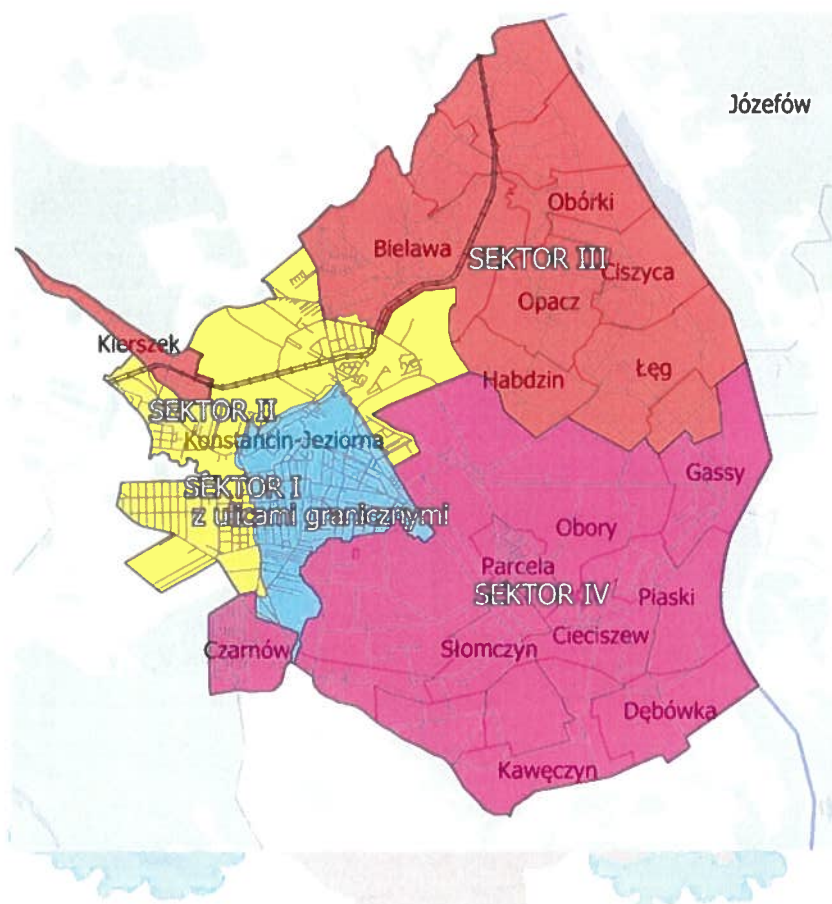 Józefów
Obórki
Bielawa
SEKTOR III
Ciszyca
Opacz
Kierszek
Łęg
Habdzin
SEKTOR II
Konstancin-Jeziorna
Gassy
SEKTOR I
z ulicami granicznymi
Obory
Parcela
SEKTOR IV
Piaski
Cieciszew
Czarnów
Słomczyn
Dębówka
Kawęczyn